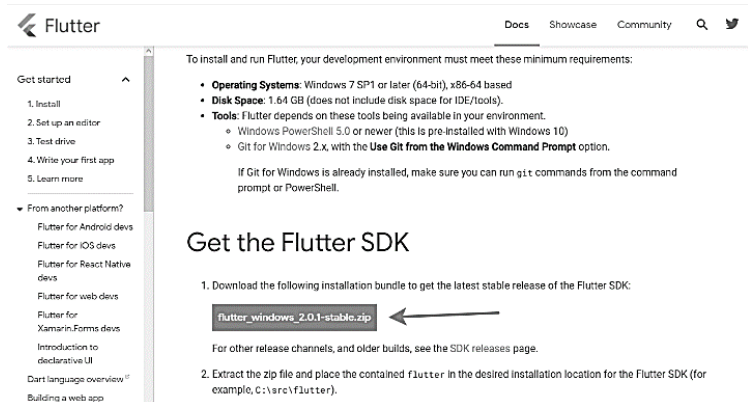 Flutter
Docs
Showcase
Community
Get started
1. Install
2. Set up an editor
3. Test drive
4. Write your first app
5. Learn more
From another platform?
Flutter for Android devs
Flutter for iOS devs
Flutter for React Native
devs
Flutter for web devs
Flutter for
Xamarin.Forms devs
Introduction to
declarative UI
Dart language overview
Building a web app
To install and run Flutter, your development environment must meet these minimum requirements:
• Operating Systems: Windows 7 SP1 or later (64-bit), x86-64 based
• Disk Space: 1.64 GB (does not include disk space for IDE/tools).
• Tools: Flutter depends on these tools being available in your environment.
◦ Windows PowerShell 5.0 or newer (this is pre-installed with Windows 10)
◦ Git for Windows 2.x, with the Use Git from the Windows Command Prompt option.
If Git for Windows is already installed, make sure you can run git commands from the command
prompt or PowerShell.
Get the Flutter SDK
1. Download the following installation bundle to get the latest stable release of the Flutter SDK:
flutter_windows_2.0.1-stable.zip
For other release channels, and older builds, see the SDK releases page.
2. Extract the zip file and place the contained flutter in the desired installation location for the Flutter SDK (for
example, C:\src\flutter).